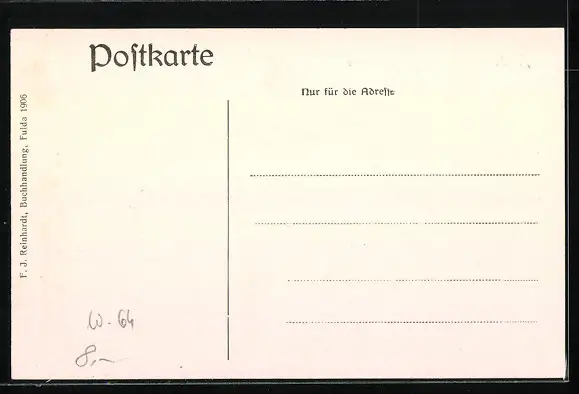 Poſtkarte
Nur für die Adreſſe
F. J. Reinhardt, Buchhandlung, Fulda 1906
W-64
8,—